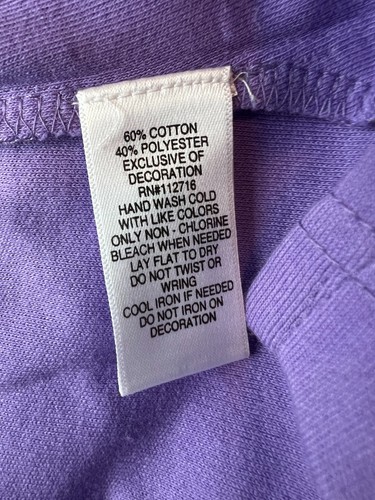 60% COTTON
40% POLYESTER
EXCLUSIVE OF
DECORATION
RN#112716
HAND WASH COLD
WITH LIKE COLORS
ONLY NON - CHLORINE
BLEACH WHEN NEEDED
LAY FLAT TO DRY
DO NOT TWIST OR
WRING
COOL IRON IF NEEDED
DO NOT IRON ON
DECORATION